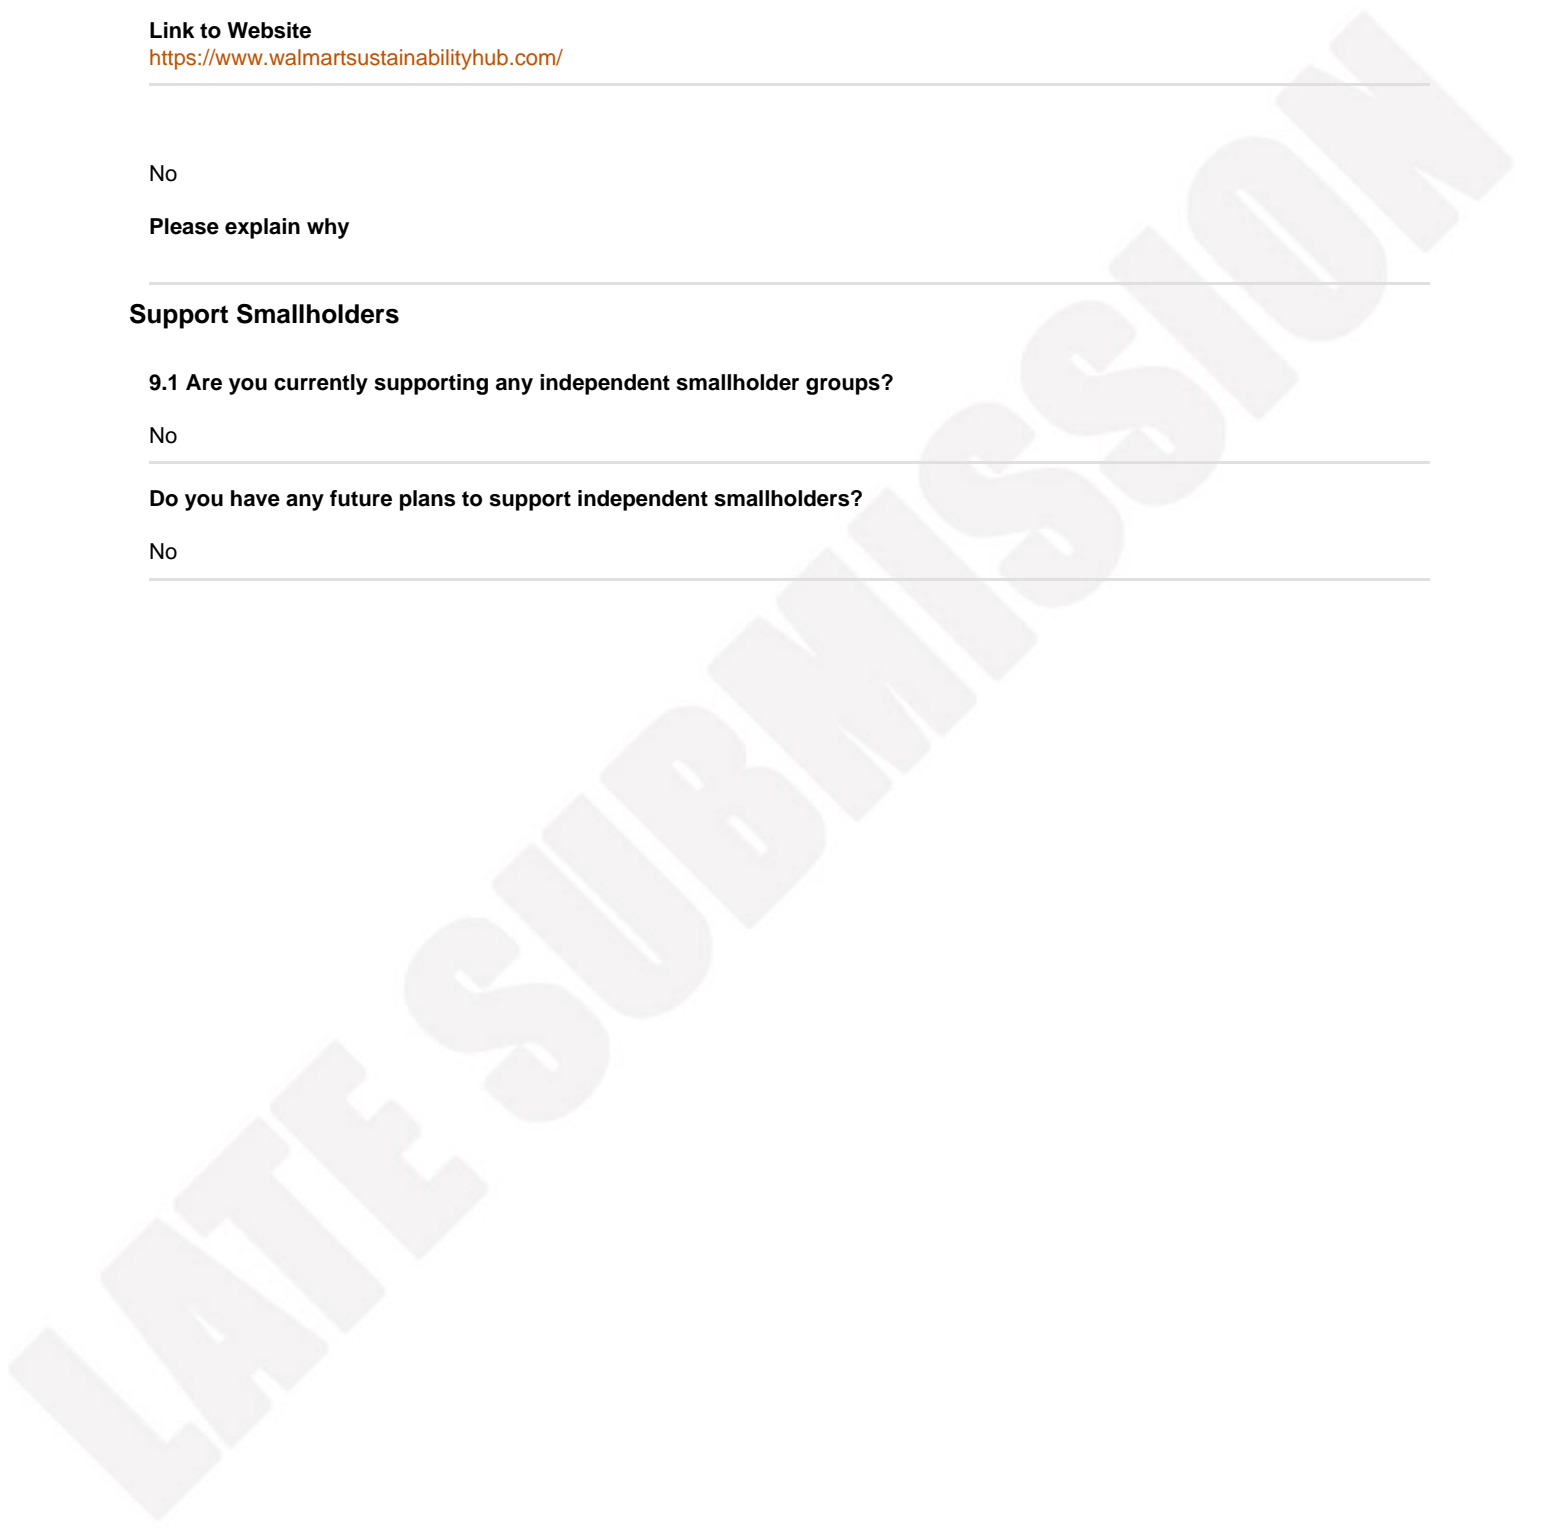 Link to Website
https://www.walmartsustainabilityhub.com/
No
Please explain why
Support Smallholders
9.1 Are you currently supporting any independent smallholder groups?
No
Do you have any future plans to support independent smallholders?
No
LATE SUBMISSION